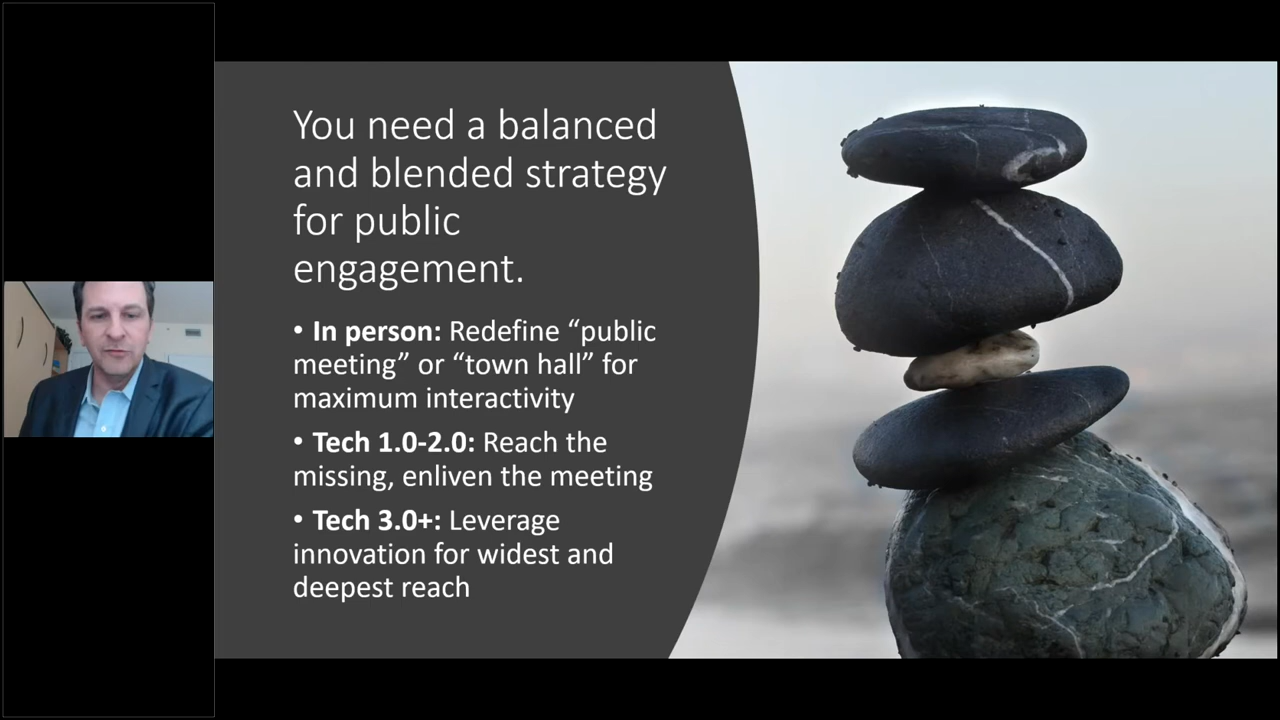 You need a balanced
and blended strategy
for public
engagement.
• In person: Redefine “public
meeting” or “town hall” for
maximum interactivity
• Tech 1.0-2.0: Reach the
missing, enliven the meeting
• Tech 3.0+: Leverage
innovation for widest and
deepest reach